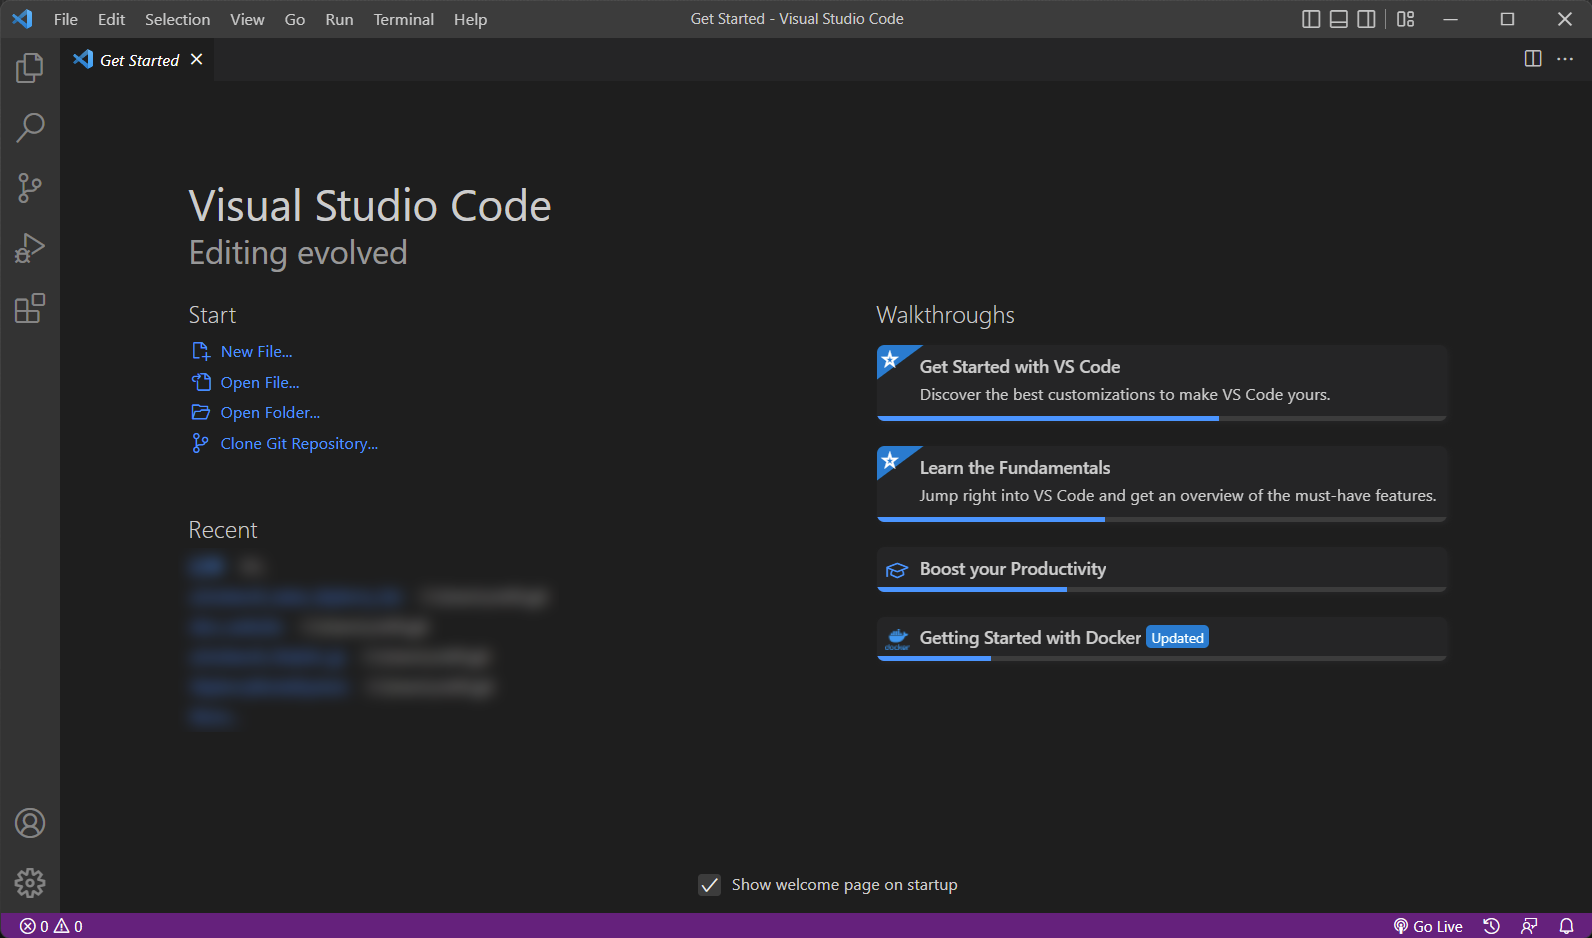 File Edit Selection View Go Run Terminal Help
Get Started - Visual Studio Code
Get Started
Visual Studio Code
Editing evolved
Start
New File...
Open File...
Open Folder...
Clone Git Repository...
Recent
Walkthroughs
Get Started with VS Code
Discover the best customizations to make VS Code yours.
Learn the Fundamentals
Jump right into VS Code and get an overview of the must-have features.
Boost your Productivity
docker
Getting Started with Docker Updated
Show welcome page on startup
0 0
Go Live